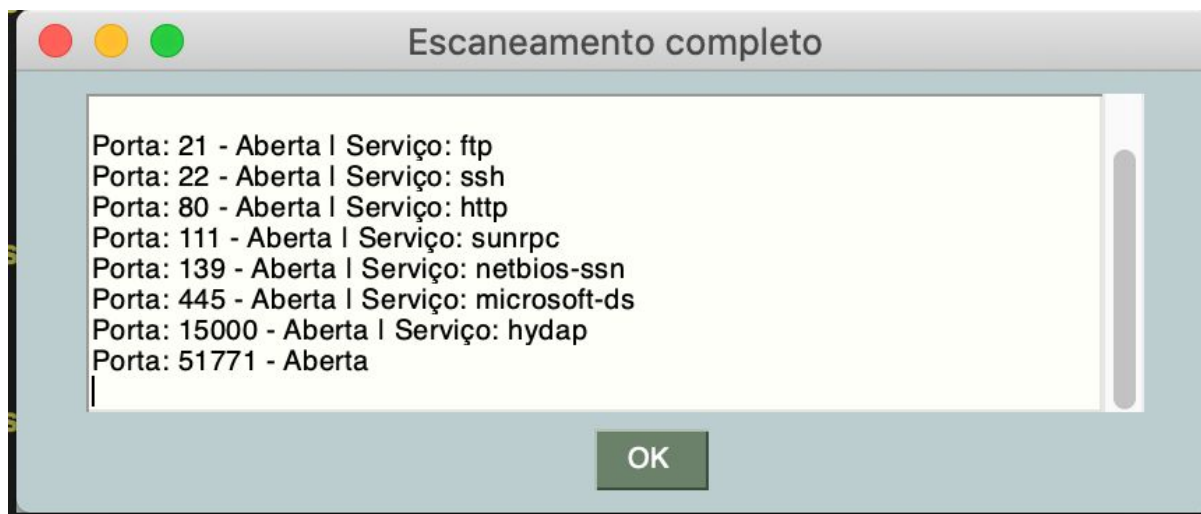 Escaneamento completo
Porta: 21 - Aberta | Serviço: ftp
Porta: 22 - Aberta | Serviço: ssh
Porta: 80 - Aberta | Serviço: http
Porta: 111 - Aberta | Serviço: sunrpc
Porta: 139 - Aberta | Serviço: netbios-ssn
Porta: 445 - Aberta | Serviço: microsoft-ds
Porta: 15000 - Aberta | Serviço: hydap
Porta: 51771 - Aberta
OK